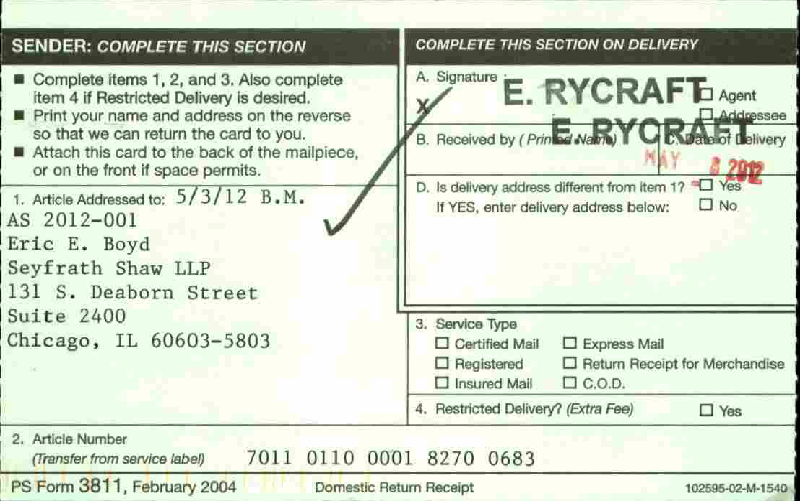 SENDER: COMPLETE THIS SECTION
■ Complete items 1, 2, and 3. Also complete
item 4 if Restricted Delivery is desired.
■ Print your name and address on the reverse
so that we can return the card to you.
■ Attach this card to the back of the mailpiece,
or on the front if space permits.
1. Article Addressed to: 5/3/12 B.M.
AS 2012-001
Eric E. Boyd
Seyfrath Shaw LLP
131 S. Deaborn Street
Suite 2400
Chicago, IL 60603-5803
2. Article Number
(Transfer from service label) 7011 0110 0001 8270 0683
COMPLETE THIS SECTION ON DELIVERY
A. Signature
X
E. RYCRAFT
☐ Agent
☐ Addressee
B. Received by (Printed Name)
E. RYCRAFT
C. Date of Delivery
MAY 8 2012
D. Is delivery address different from item 1? ☐ Yes
If YES, enter delivery address below: ☐ No
3. Service Type
☐ Certified Mail ☐ Express Mail
☐ Registered ☐ Return Receipt for Merchandise
☐ Insured Mail ☐ C.O.D.
4. Restricted Delivery? (Extra Fee) ☐ Yes
PS Form 3811, February 2004 Domestic Return Receipt 102595-02-M-1540